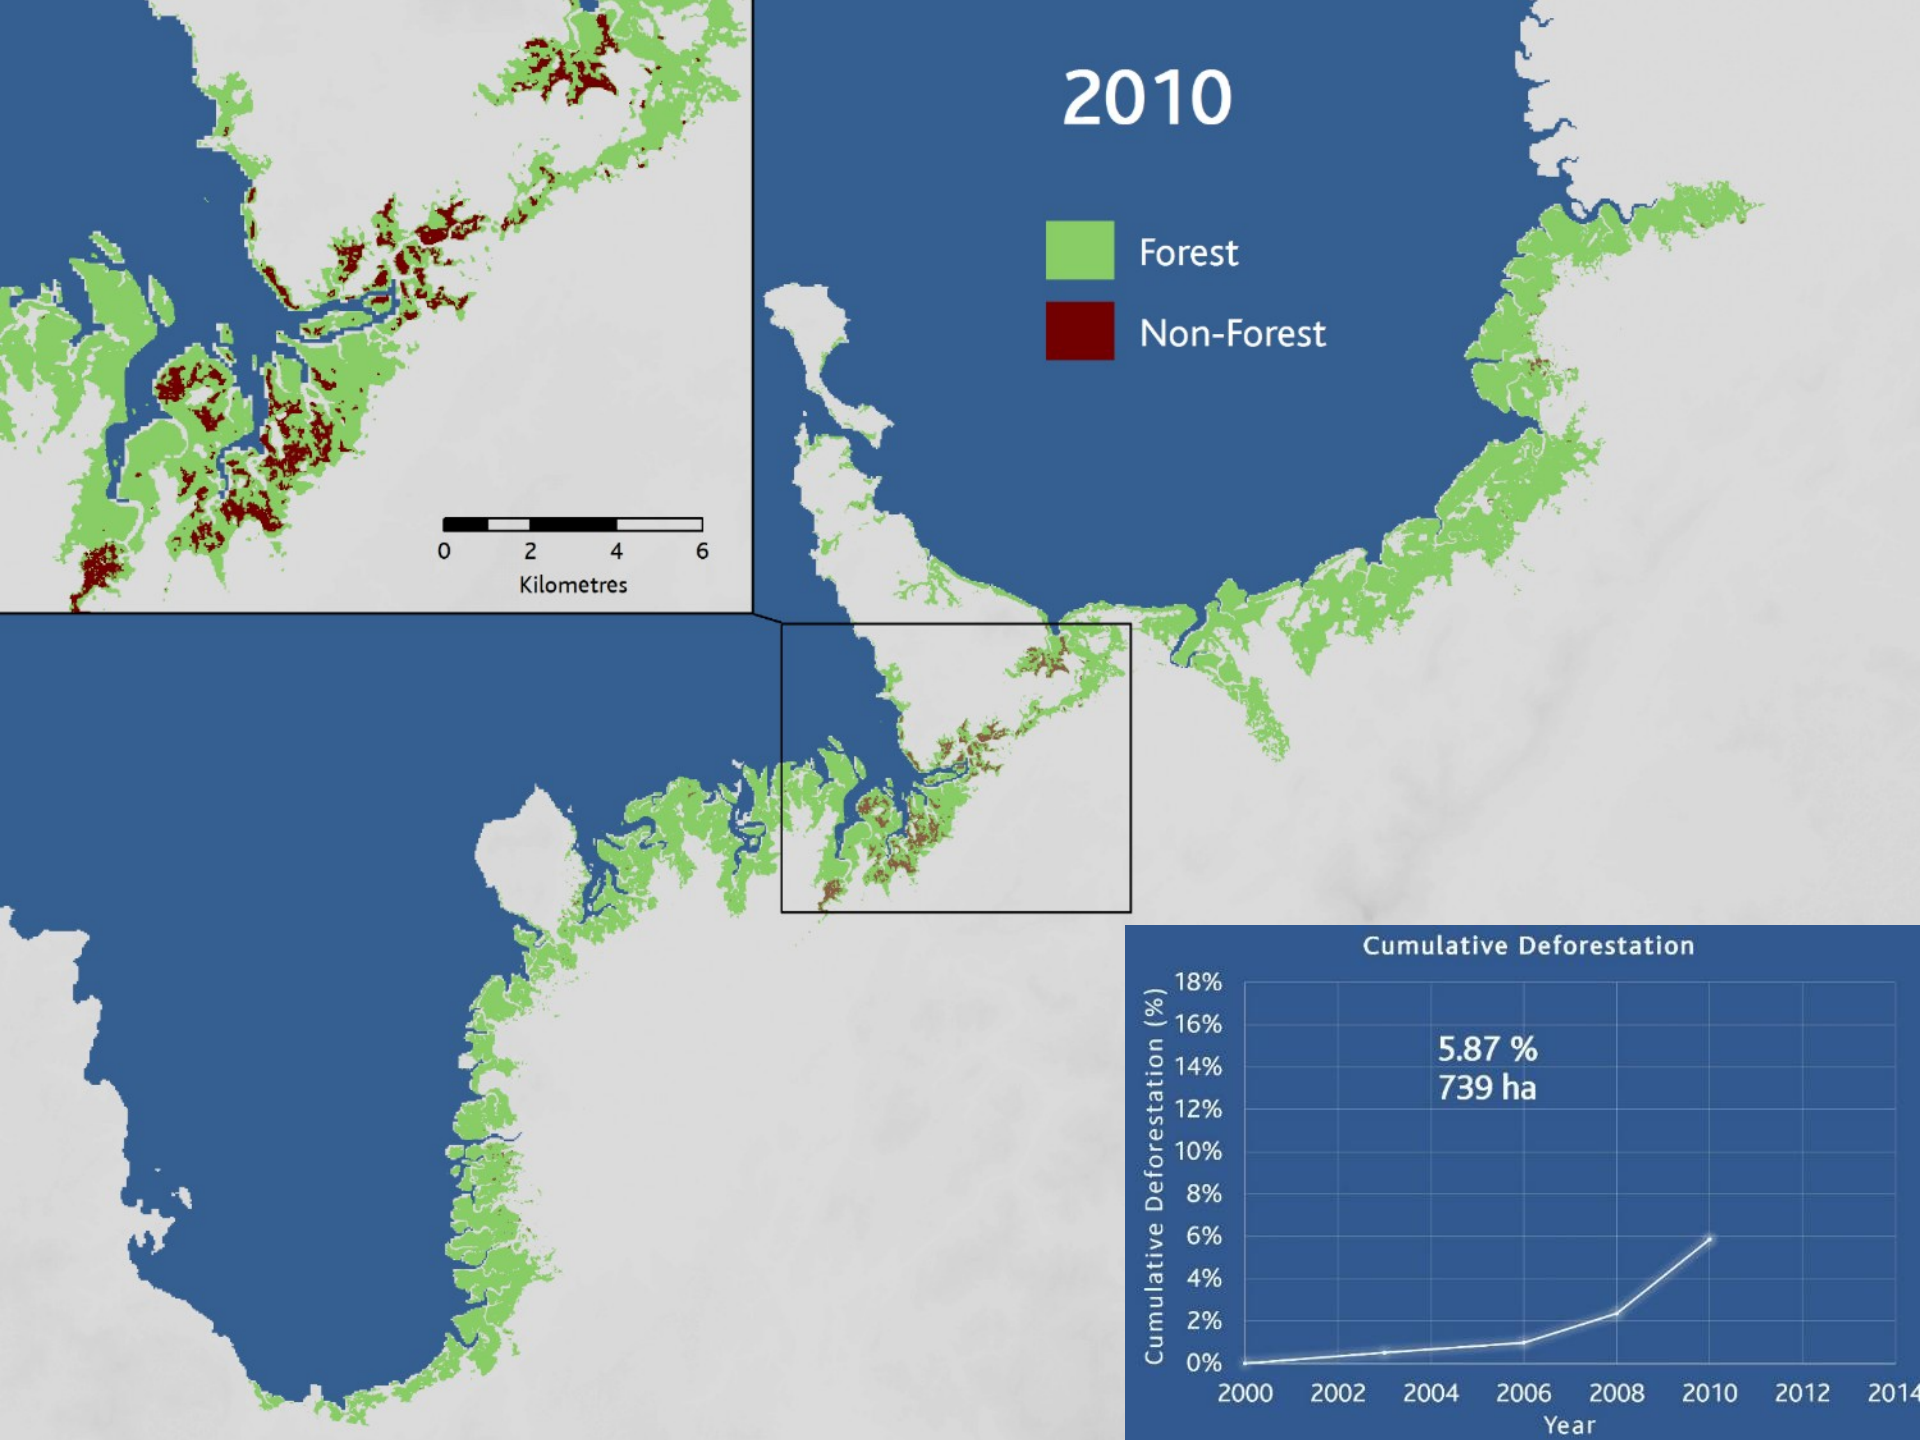 2010
Forest
Non-Forest
0 2 4 6
Kilometres
Cumulative Deforestation
Cumulative Deforestation (%)
18%
16%
14%
12%
10%
8%
6%
4%
2%
0%
5.87 %
739 ha
2000 2002 2004 2006 2008 2010 2012 2014
Year